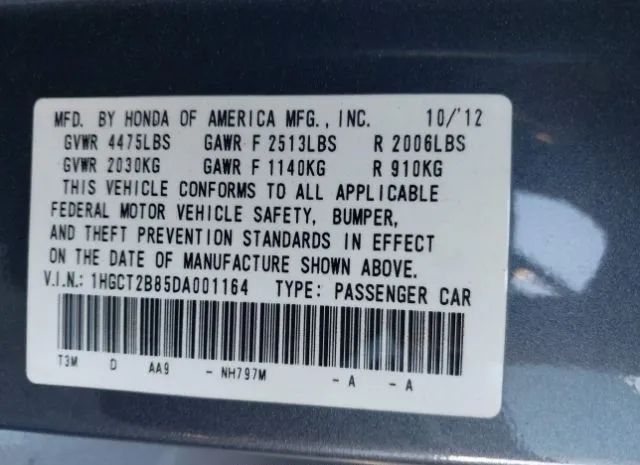 MFD. BY HONDA OF AMERICA MFG., INC. 10/'12
GVWR 4475LBS GAWR F 2513LBS R 2006LBS
GVWR 2030KG GAWR F 1140KG R 910KG
THIS VEHICLE CONFORMS TO ALL APPLICABLE
FEDERAL MOTOR VEHICLE SAFETY, BUMPER,
AND THEFT PREVENTION STANDARDS IN EFFECT
ON THE DATE OF MANUFACTURE SHOWN ABOVE.
V.I.N.: 1HGCT2B85DA001164 TYPE: PASSENGER CAR
T3M D AA9 - NH797M - A - A